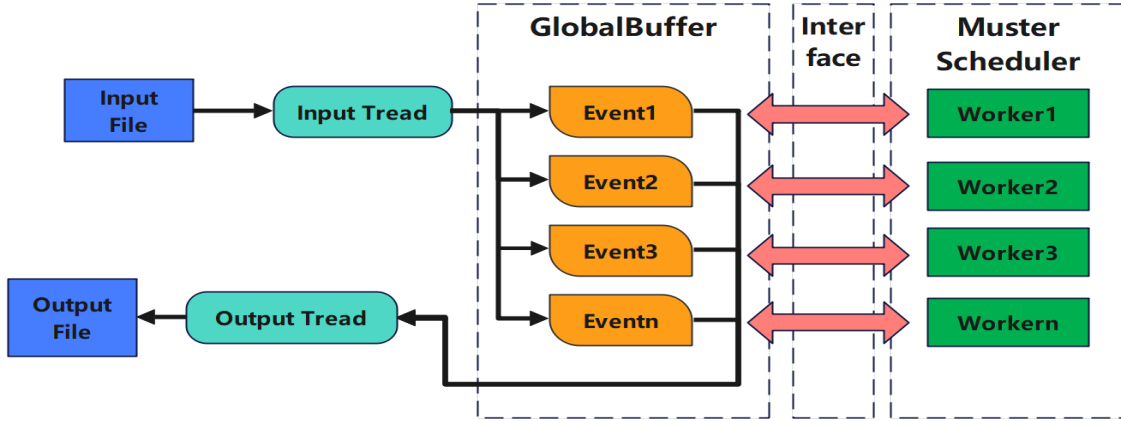 GlobalBuffer
Inter
face
Muster
Scheduler
Input
File
Input Tread
Event1
Worker1
Event2
Worker2
Event3
Worker3
Output
File
Output Tread
Eventn
Workern